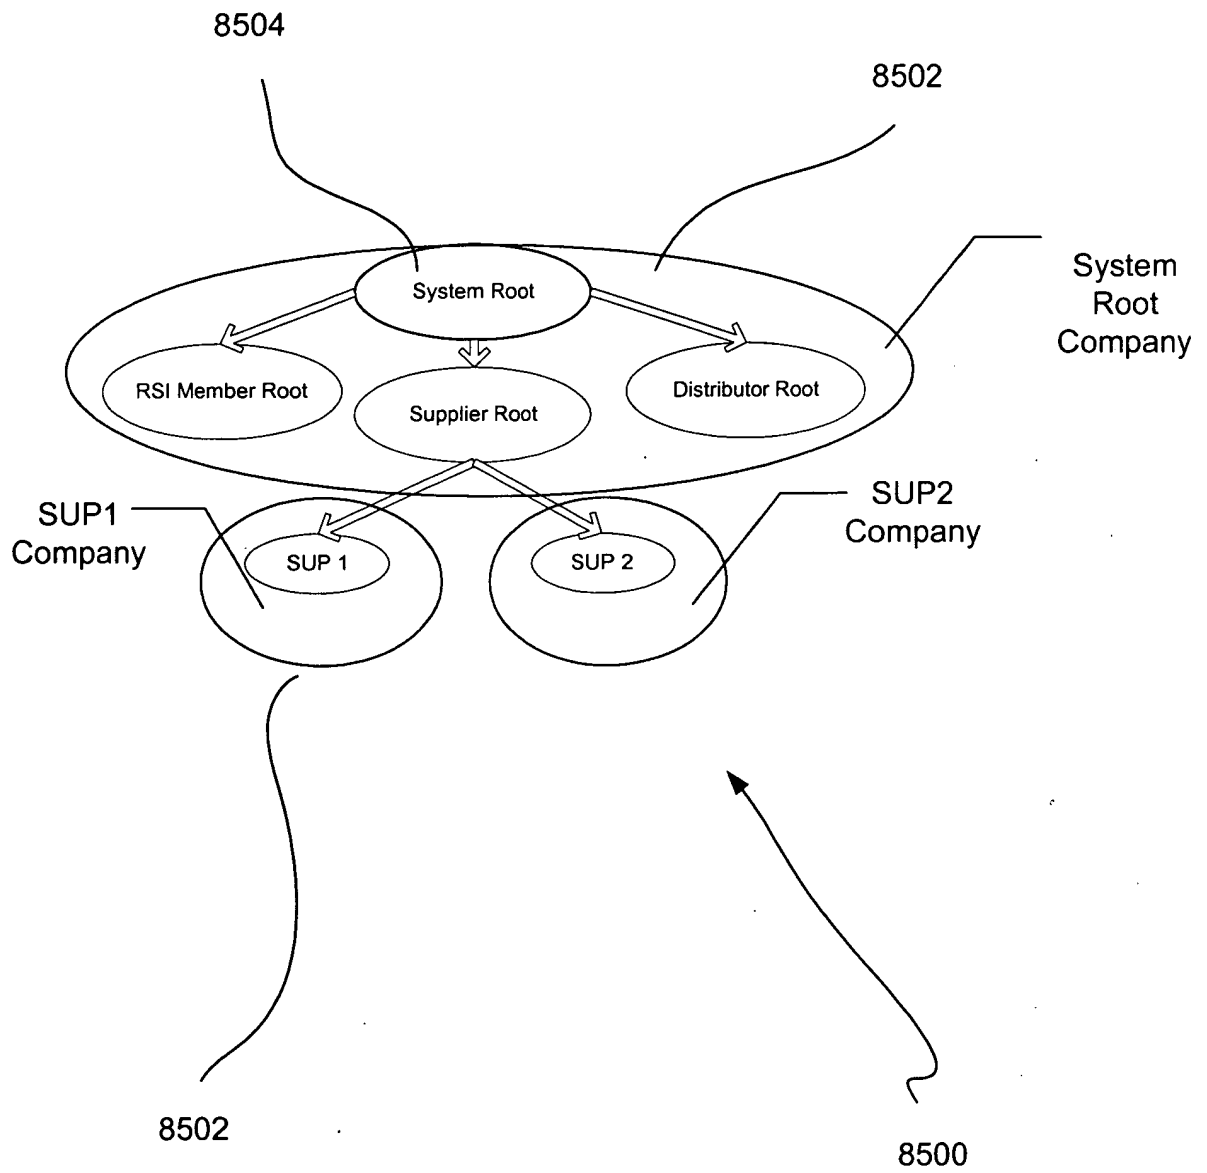 8504
8502
System
Root
Company
System Root
RSI Member Root
Supplier Root
Distributor Root
SUP1
Company
SUP2
Company
SUP 1
SUP 2
8502
8500